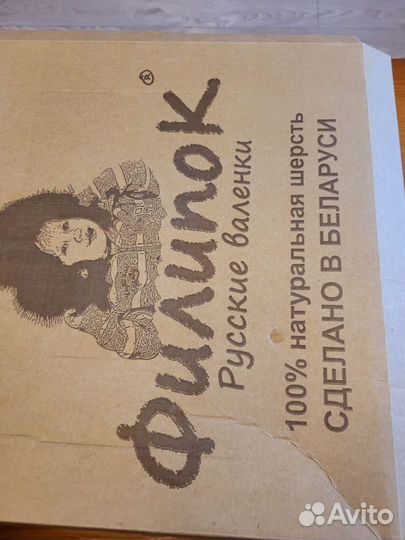 Филипок®
Русские валенки
100% натуральная шерсть
СДЕЛАНО В БЕЛАРУСИ
Avito